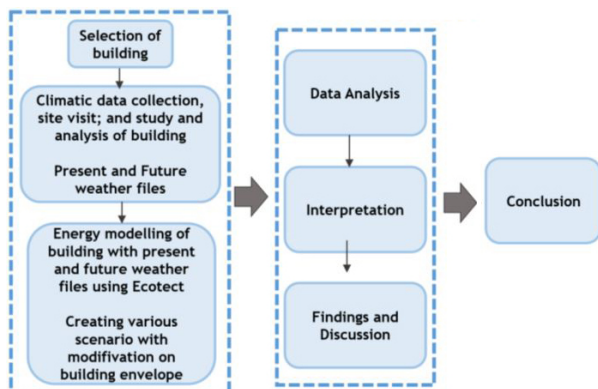 Selection of
building
Climatic data collection,
site visit; and study and
analysis of building
Present and Future
weather files
Energy modelling of
building with present
and future weather
files using Ecotect
Creating various
scenario with
modifivation on
building envelope
Data Analysis
Interpretation
Findings and
Discussion
Conclusion